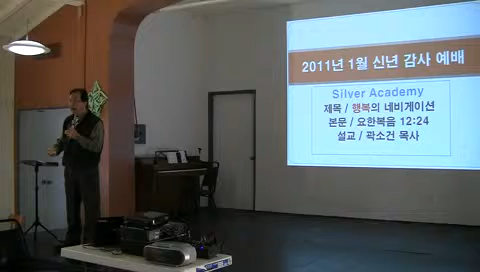 2011년 1월 신년 감사 예배
Silver Academy
제목 / 행복의 네비게이션
본문 / 요한복음 12:24
설교 / 곽소건 목사